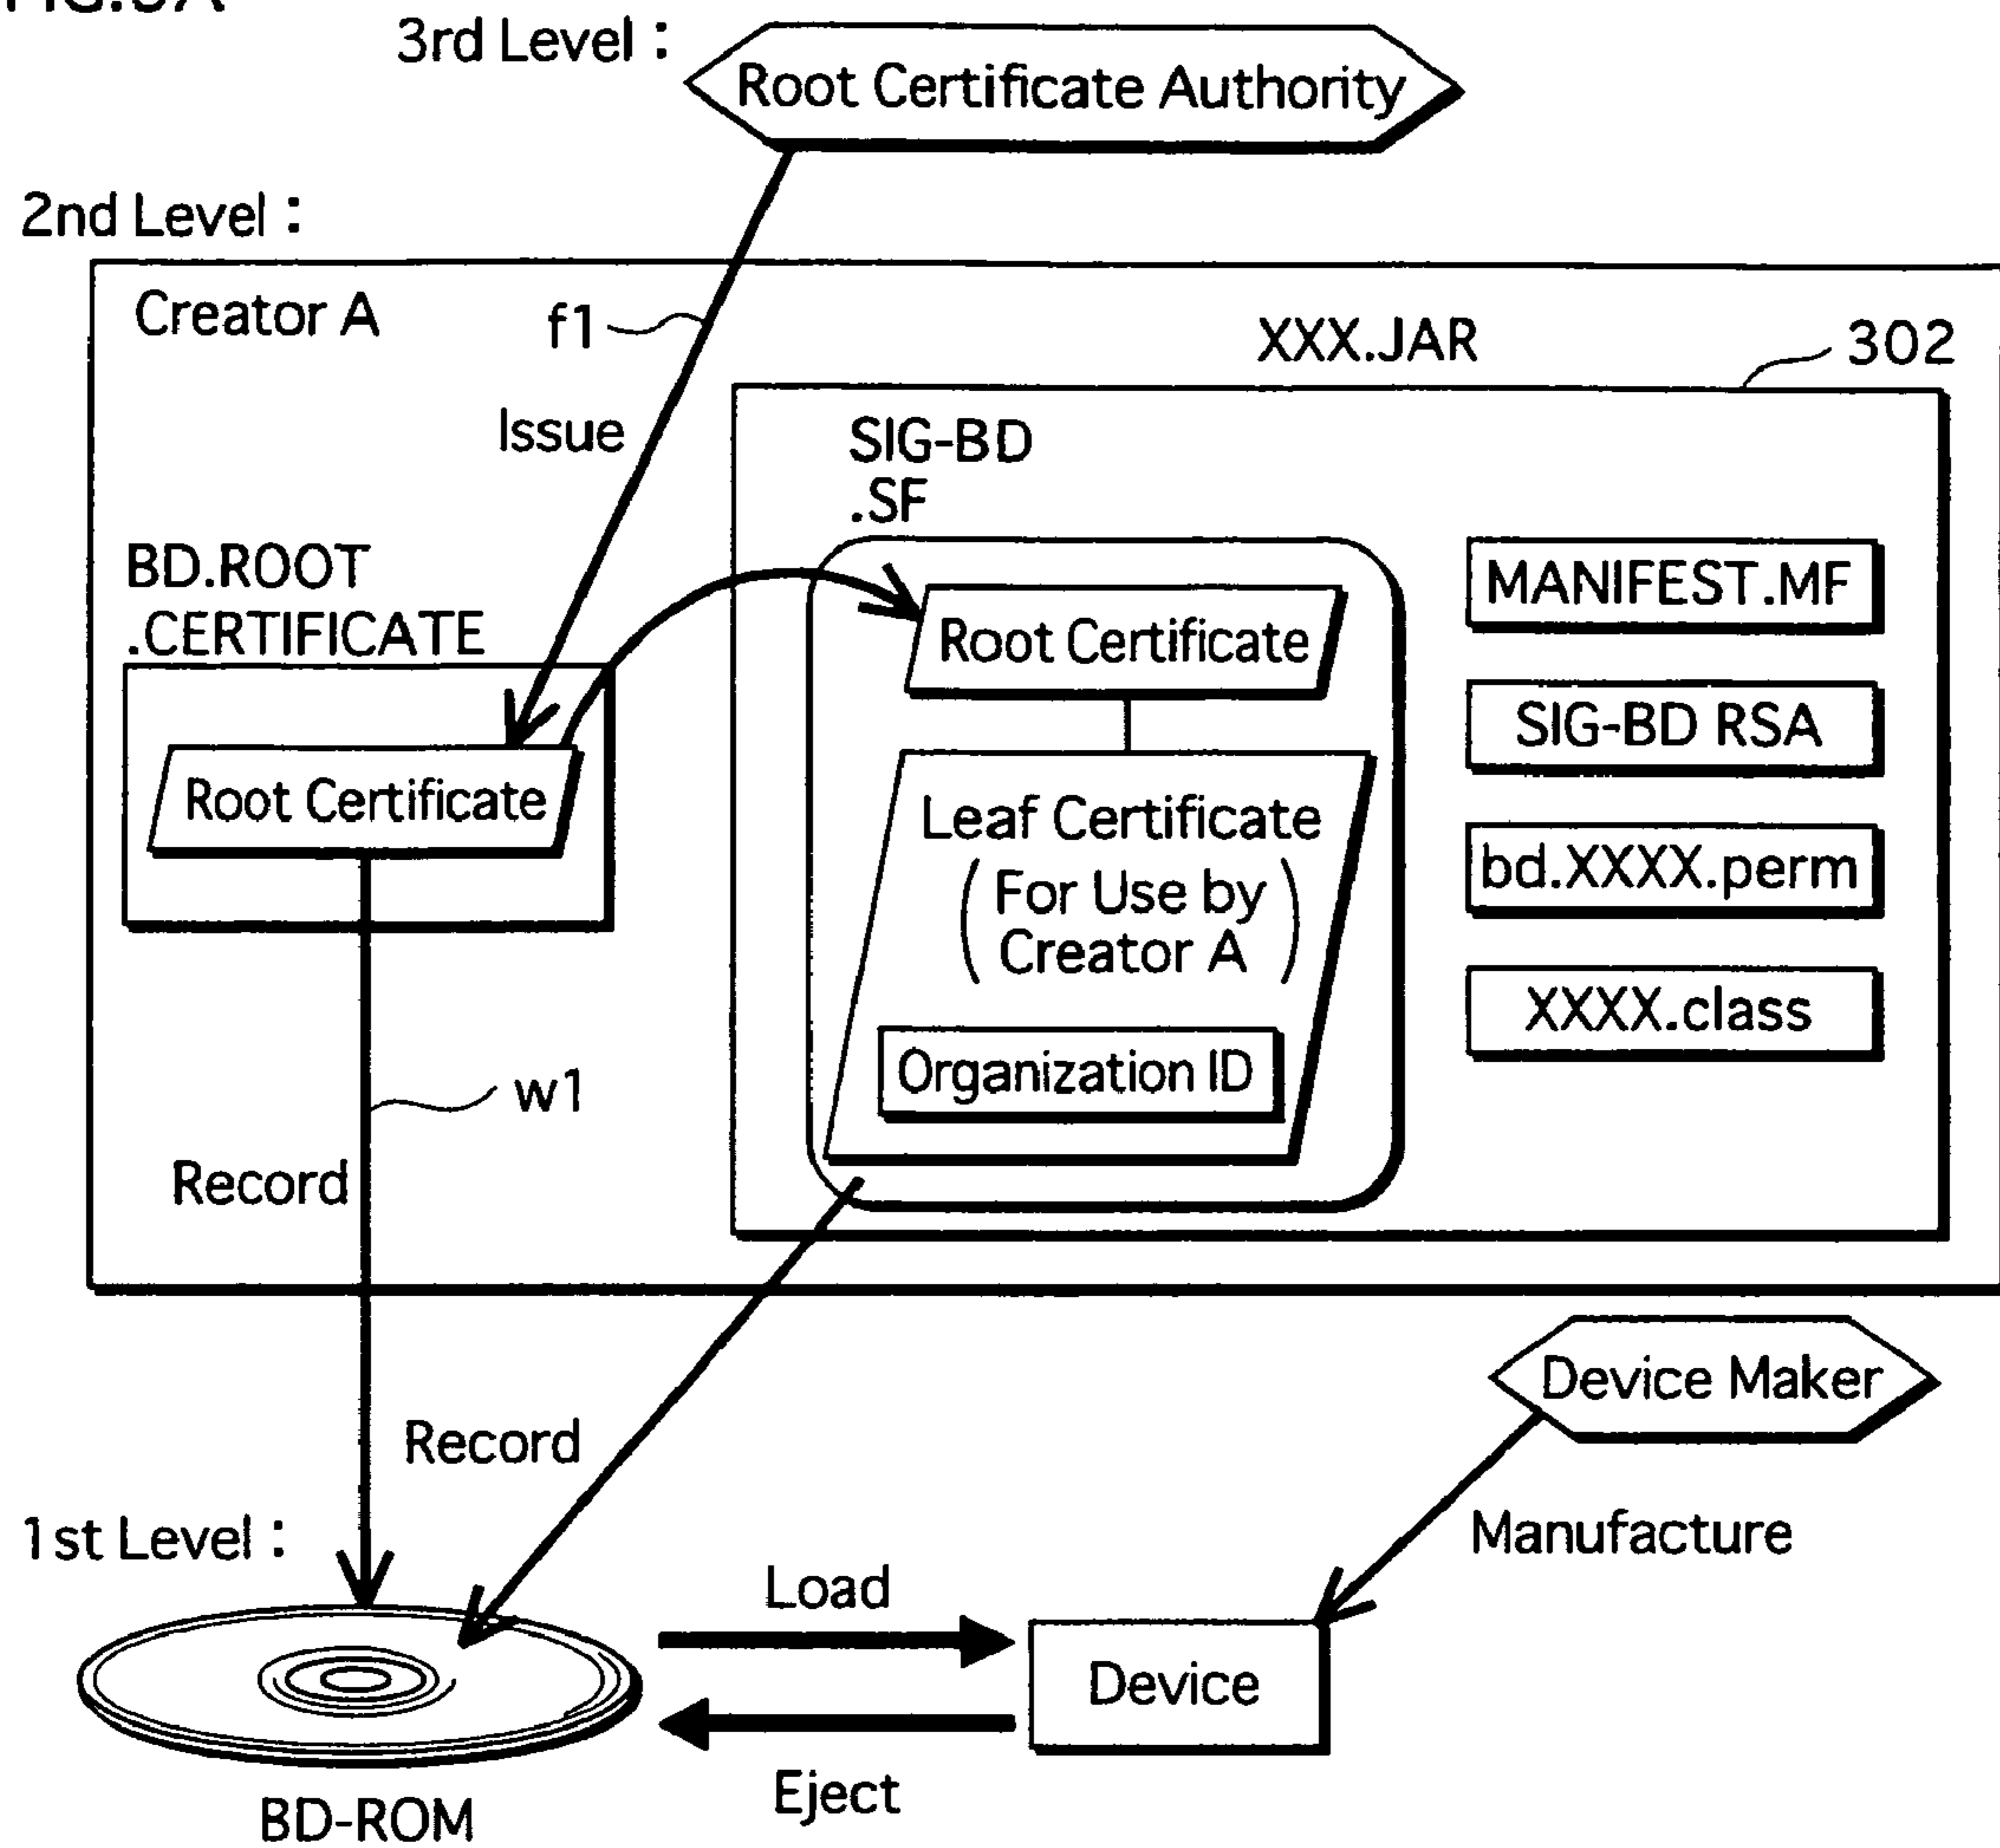 3rd Level :
Root Certificate Authority
2nd Level :
Creator A
f1
XXX.JAR
302
Issue
SIG-BD
.SF
BD.ROOT
.CERTIFICATE
Root Certificate
Root Certificate
Leaf Certificate
( For Use by
Creator A )
Organization ID
MANIFEST.MF
SIG-BD RSA
bd.XXXX.perm
XXXX.class
w1
Record
Record
Device Maker
Manufacture
1st Level :
Load
Device
Eject
BD-ROM